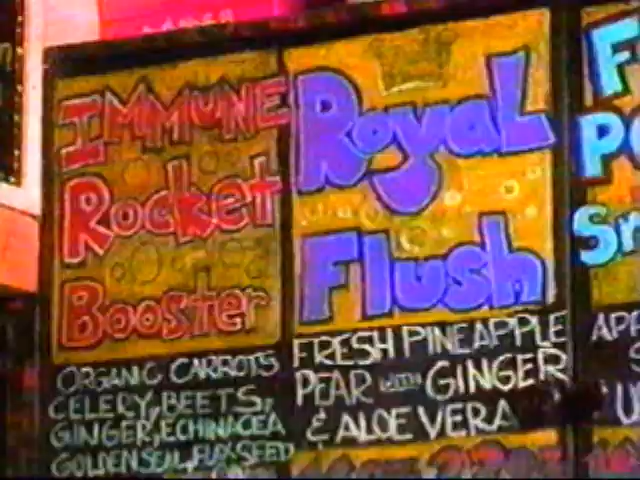 IMMUNE
Rocket
Booster
ORGANIC CARROTS
CELERY, BEETS,
GINGER, ECHINACEA
GOLDENSEAL, FLAXSEED
Royal
Flush
FRESH PINEAPPLE
PEAR WITH GINGER
& ALOE VERA